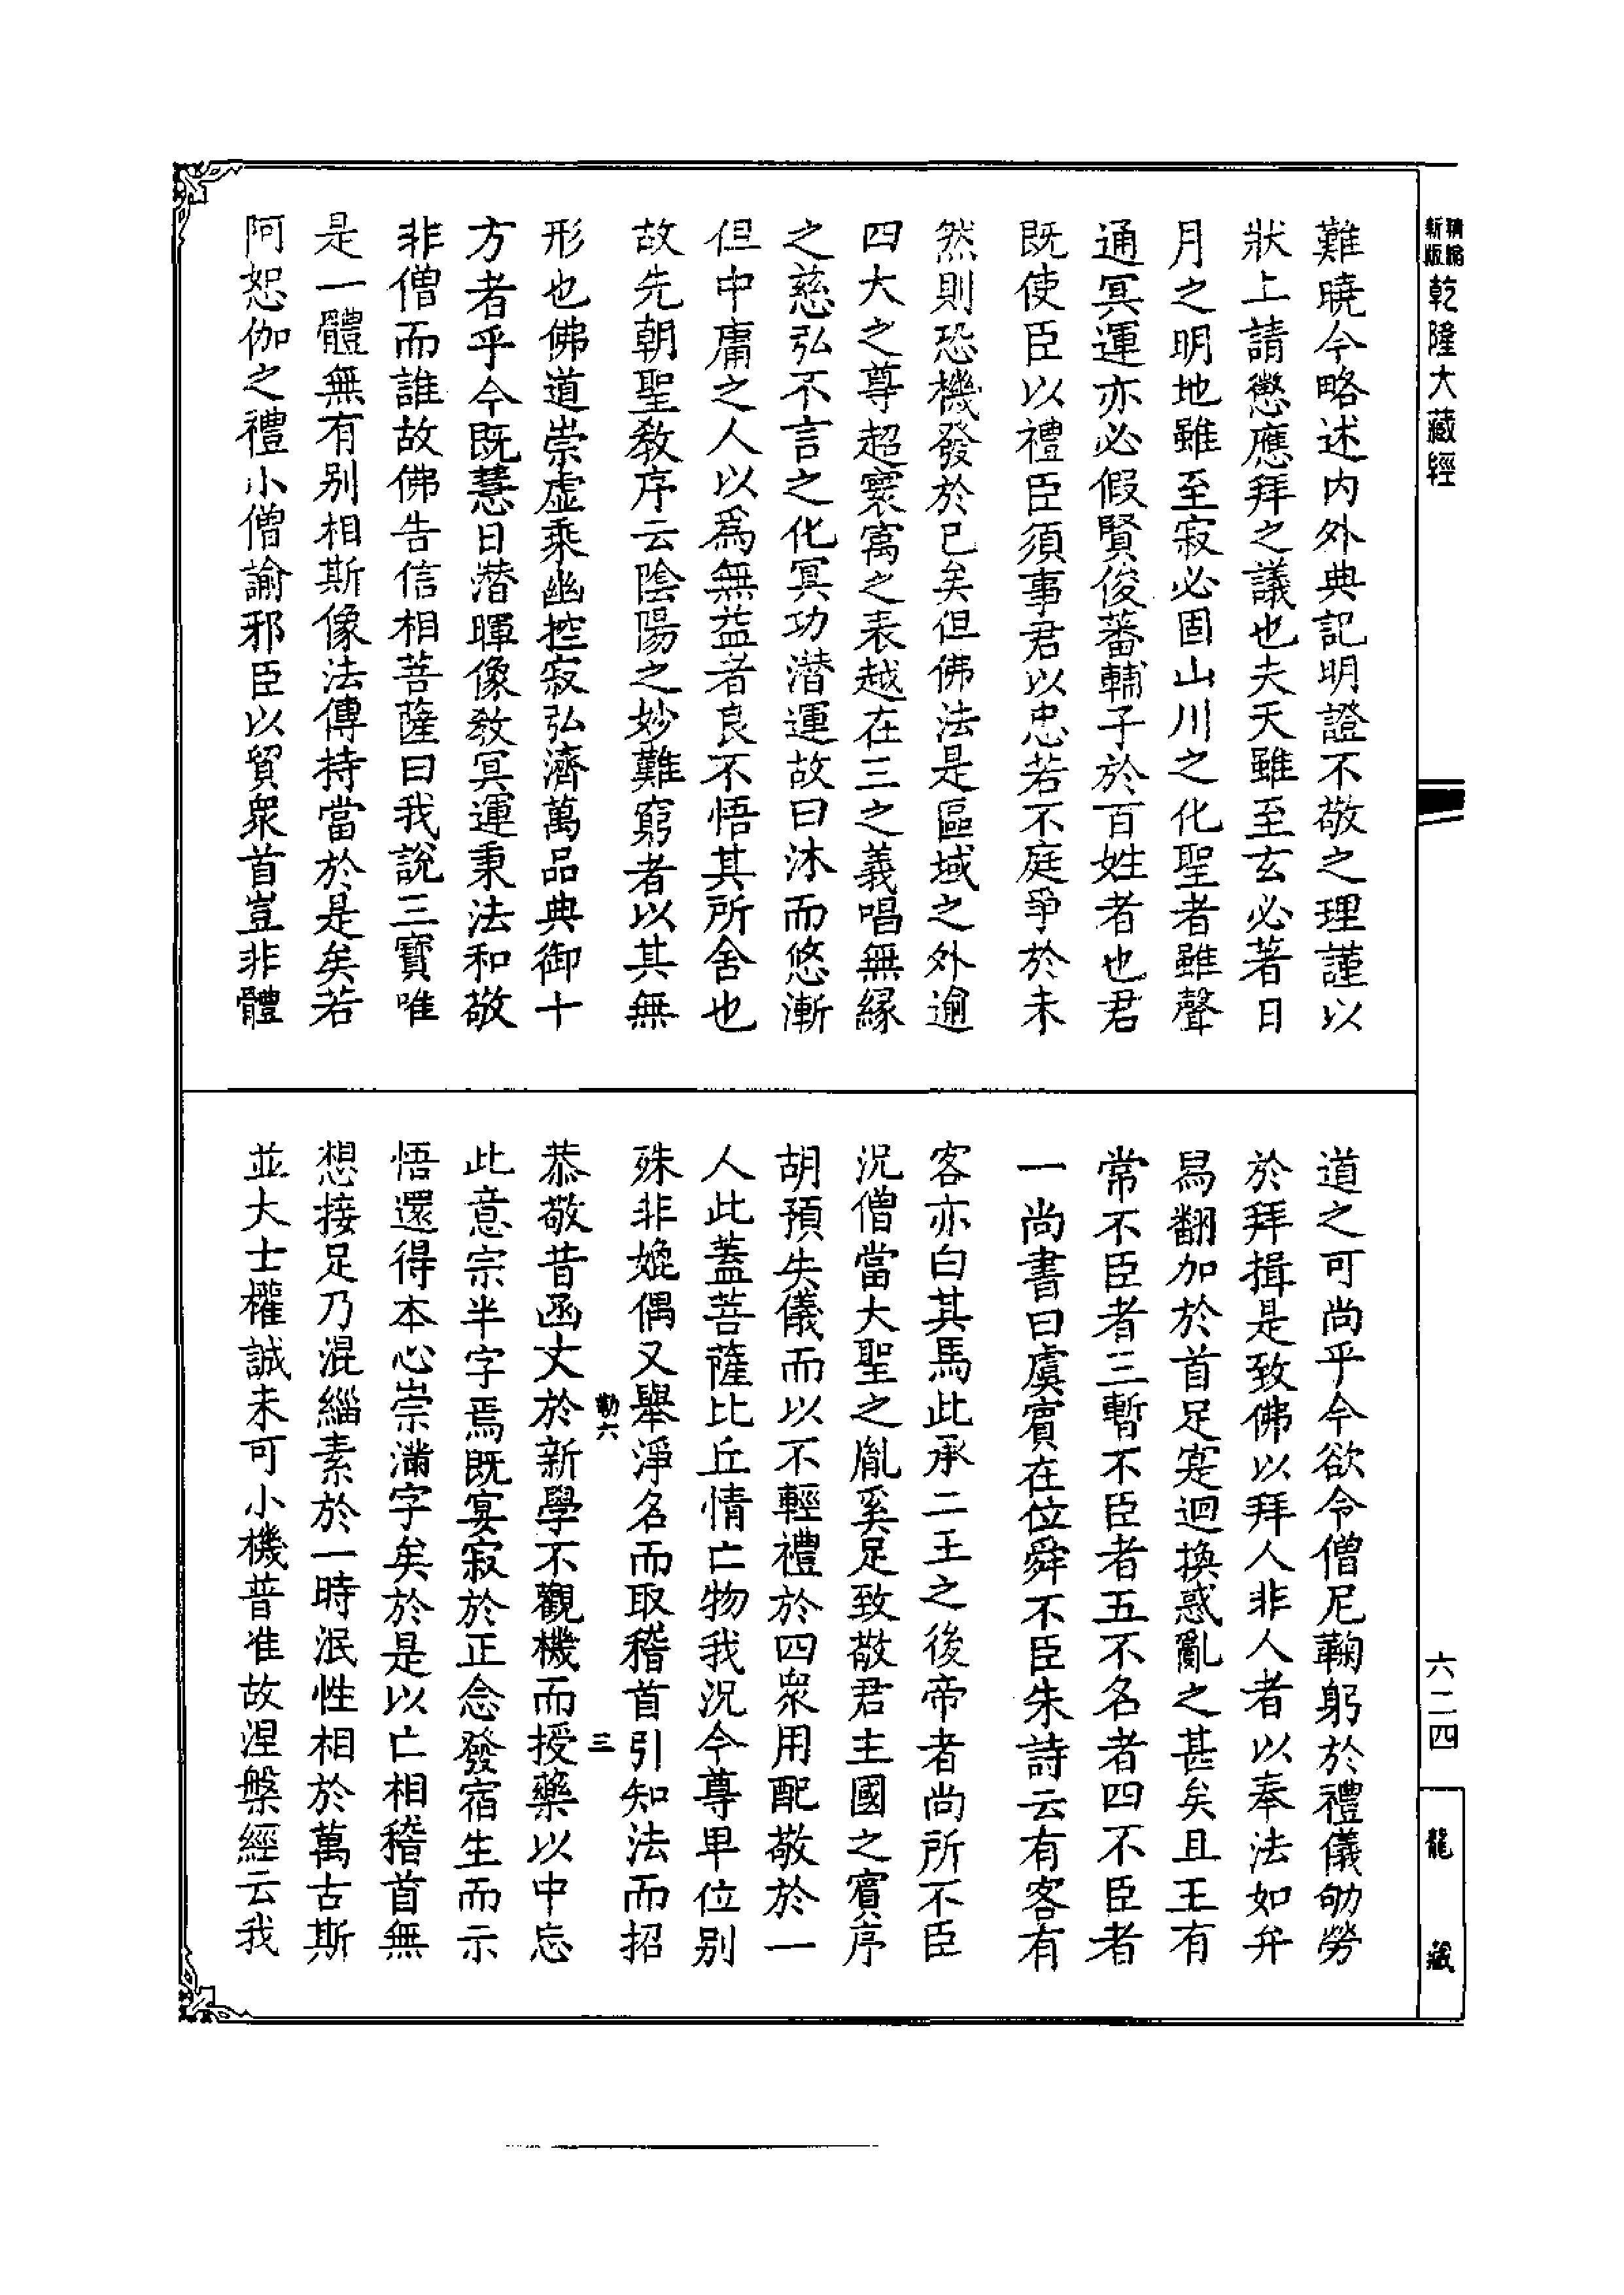 精縮
新版
乾隆大藏經
難曉今略述内外典記明證不敬之理謹以
狀上請懲應拜之議也夫天雖至玄必著日
月之明地雖至寂必固山川之化聖者雖聲
通冥運亦必假賢俊蕃輔子於百姓者也君
既使臣以禮臣須事君以忠若不庭爭於未
然則恐機發於已矣但佛法是區域之外逾
四大之尊超寰寓之表越在三之義唱無緣
之慈弘不言之化冥功潛運故曰沐而悠漸
但中庸之人以爲無益者良不悟其所舍也
故先朝聖教序云陰陽之妙難窮者以其無
形也佛道崇虛乘幽控寂弘濟萬品典御十
方者乎今既慧日潛暉像教冥運秉法和敬
非僧而誰故佛告信相菩薩曰我說三寶唯
是一體無有别相斯像法傳持當於是矣若
阿恕伽之禮小僧諭邪臣以貿衆首豈非體
道之可尚乎今欲令僧尼鞠躬於禮儀劬勞
於拜揖是致佛以拜人非人者以奉法如弁
舄翻加於首足寔迴換惑亂之甚矣且王有
常不臣者三暫不臣者五不名者四不臣者
一尚書曰虞賓在位舜不臣朱詩云有客有
客亦白其馬此承二王之後帝者尚所不臣
況僧當大聖之胤奚足致敬君主國之賓序
胡預失儀而以不輕禮於四衆用配敬於一
人此蓋菩薩比丘情亡物我況今尊卑位别
殊非媲偶又舉淨名而取稽首引知法而招
勒六
三
恭敬昔函丈於新學不觀機而授藥以中忘
此意宗半字焉既宴寂於正念發宿生而示
悟還得本心崇滿字矣於是以亡相稽首無
想接足乃混緇素於一時泯性相於萬古斯
並大士權誠未可小機普准故涅槃經云我
六二四
龍藏